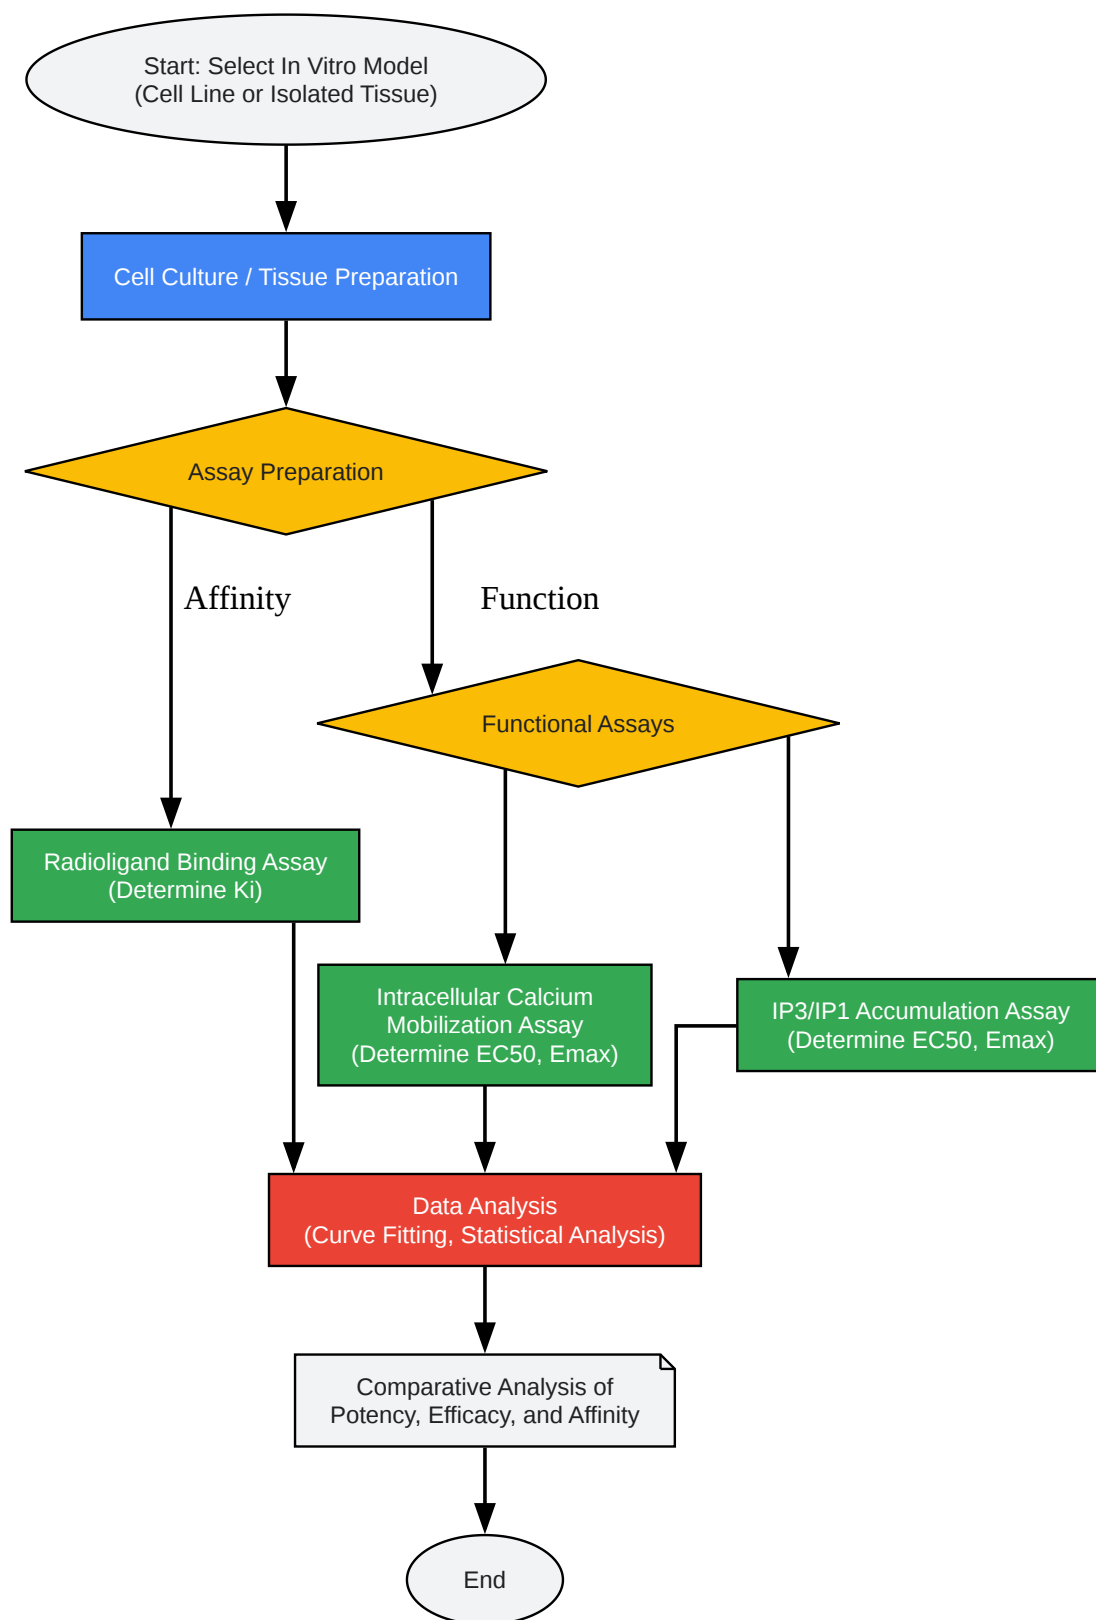 Start: Select In Vitro Model
(Cell Line or Isolated Tissue)
Cell Culture / Tissue Preparation
Assay Preparation
Affinity
Function
Functional Assays
Radioligand Binding Assay
(Determine Ki)
Intracellular Calcium
Mobilization Assay
(Determine EC50, Emax)
IP3/IP1 Accumulation Assay
(Determine EC50, Emax)
Data Analysis
(Curve Fitting, Statistical Analysis)
Comparative Analysis of
Potency, Efficacy, and Affinity
End